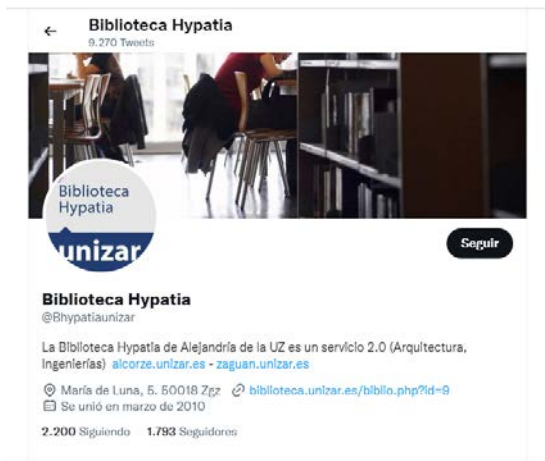 Biblioteca Hypatia
9.270 Tweets
Biblioteca
Hypatia
unizar
Seguir
Biblioteca Hypatia
@Bhypatiaunizar
La Biblioteca Hypatia de Alejandría de la UZ es un servicio 2.0 (Arquitectura,
Ingenierías) alcorze.unizar.es - zaguan.unizar.es
María de Luna, 5. 50018 Zgz biblioteca.unizar.es/biblio.php?id=9
Se unió en marzo de 2010
2.200 Siguiendo 1.793 Seguidores